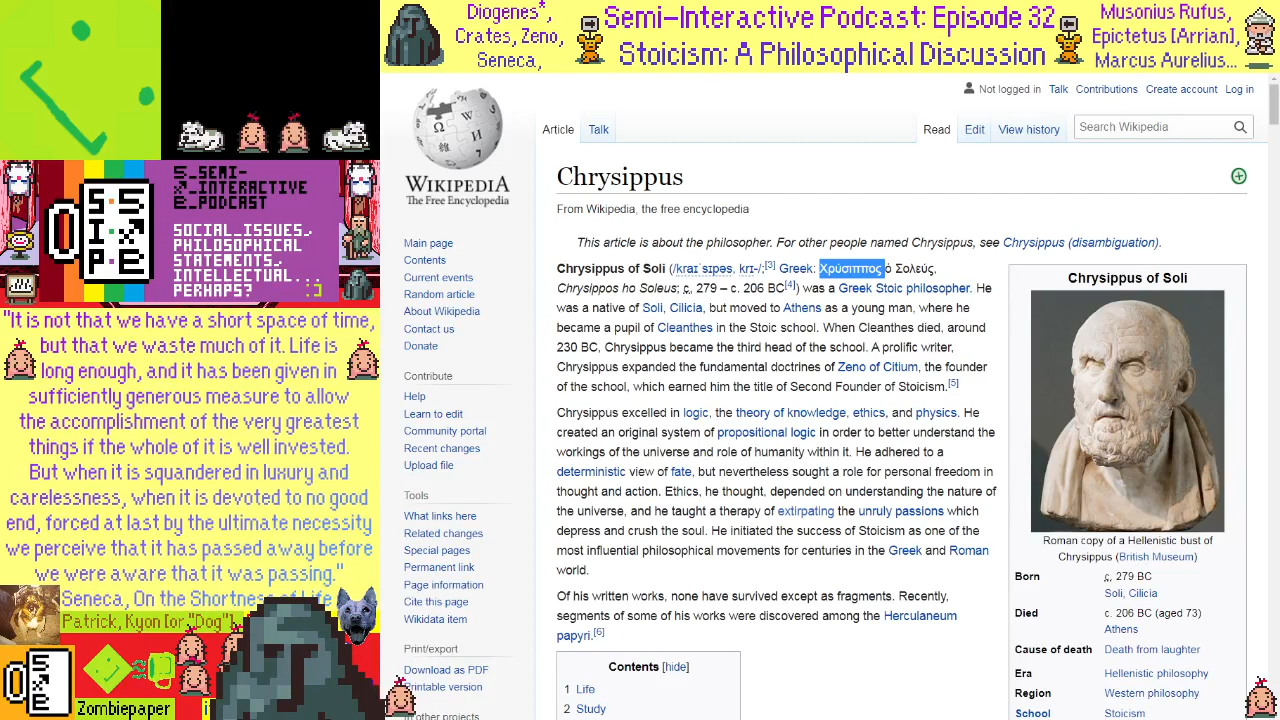 Diogenes*,
Crates, Zeno,
Seneca,
Semi-Interactive Podcast: Episode 32
Stoicism: A Philosophical Discussion
Musonius Rufus,
Epictetus [Arrian],
Marcus Aurelius...
S_SEMI-
_INTERACTIVE
_PODCAST
SOCIAL_ISSUES,
PHILOSOPHICAL
STATEMENTS,
INTELLECTUAL...
PERHAPS?
"It is not that we have a short space of time,
but that we waste much of it. Life is
long enough, and it has been given in
sufficiently generous measure to allow
the accomplishment of the very greatest
things if the whole of it is well invested.
But when it is squandered in luxury and
carelessness, when it is devoted to no good
end, forced at last by the ultimate necessity
we perceive that it has passed away before
we were aware that it was passing."
Seneca, On the Shortness of Life
Patrick, Kyon [or "Dog"]
Zombiepaper
WIKIPEDIA
The Free Encyclopedia
Main page
Contents
Current events
Random article
About Wikipedia
Contact us
Donate
Contribute
Help
Learn to edit
Community portal
Recent changes
Upload file
Tools
What links here
Related changes
Special pages
Permanent link
Page information
Cite this page
Wikidata item
Print/export
Download as PDF
Printable version
In other projects
Not logged in Talk Contributions Create account Log in
Article Talk Read Edit View history Search Wikipedia
Chrysippus
From Wikipedia, the free encyclopedia
This article is about the philosopher. For other people named Chrysippus, see Chrysippus (disambiguation).
Chrysippus of Soli (/kraɪˈsɪpəs, krɪ-/;[3] Greek: Χρύσιππος ὁ Σολεύς,
Chrysippos ho Soleus; c. 279 – c. 206 BC[4]) was a Greek Stoic philosopher. He
was a native of Soli, Cilicia, but moved to Athens as a young man, where he
became a pupil of Cleanthes in the Stoic school. When Cleanthes died, around
230 BC, Chrysippus became the third head of the school. A prolific writer,
Chrysippus expanded the fundamental doctrines of Zeno of Citium, the founder
of the school, which earned him the title of Second Founder of Stoicism.[5]
Chrysippus excelled in logic, the theory of knowledge, ethics, and physics. He
created an original system of propositional logic in order to better understand the
workings of the universe and role of humanity within it. He adhered to a
deterministic view of fate, but nevertheless sought a role for personal freedom in
thought and action. Ethics, he thought, depended on understanding the nature of
the universe, and he taught a therapy of extirpating the unruly passions which
depress and crush the soul. He initiated the success of Stoicism as one of the
most influential philosophical movements for centuries in the Greek and Roman
world.
Of his written works, none have survived except as fragments. Recently,
segments of some of his works were discovered among the Herculaneum
papyri.[6]
Contents [hide]
1 Life
2 Study
Chrysippus of Soli
Roman copy of a Hellenistic bust of
Chrysippus (British Museum)
Born c. 279 BC
Soli, Cilicia
Died c. 206 BC (aged 73)
Athens
Cause of death Death from laughter
Era Hellenistic philosophy
Region Western philosophy
School Stoicism